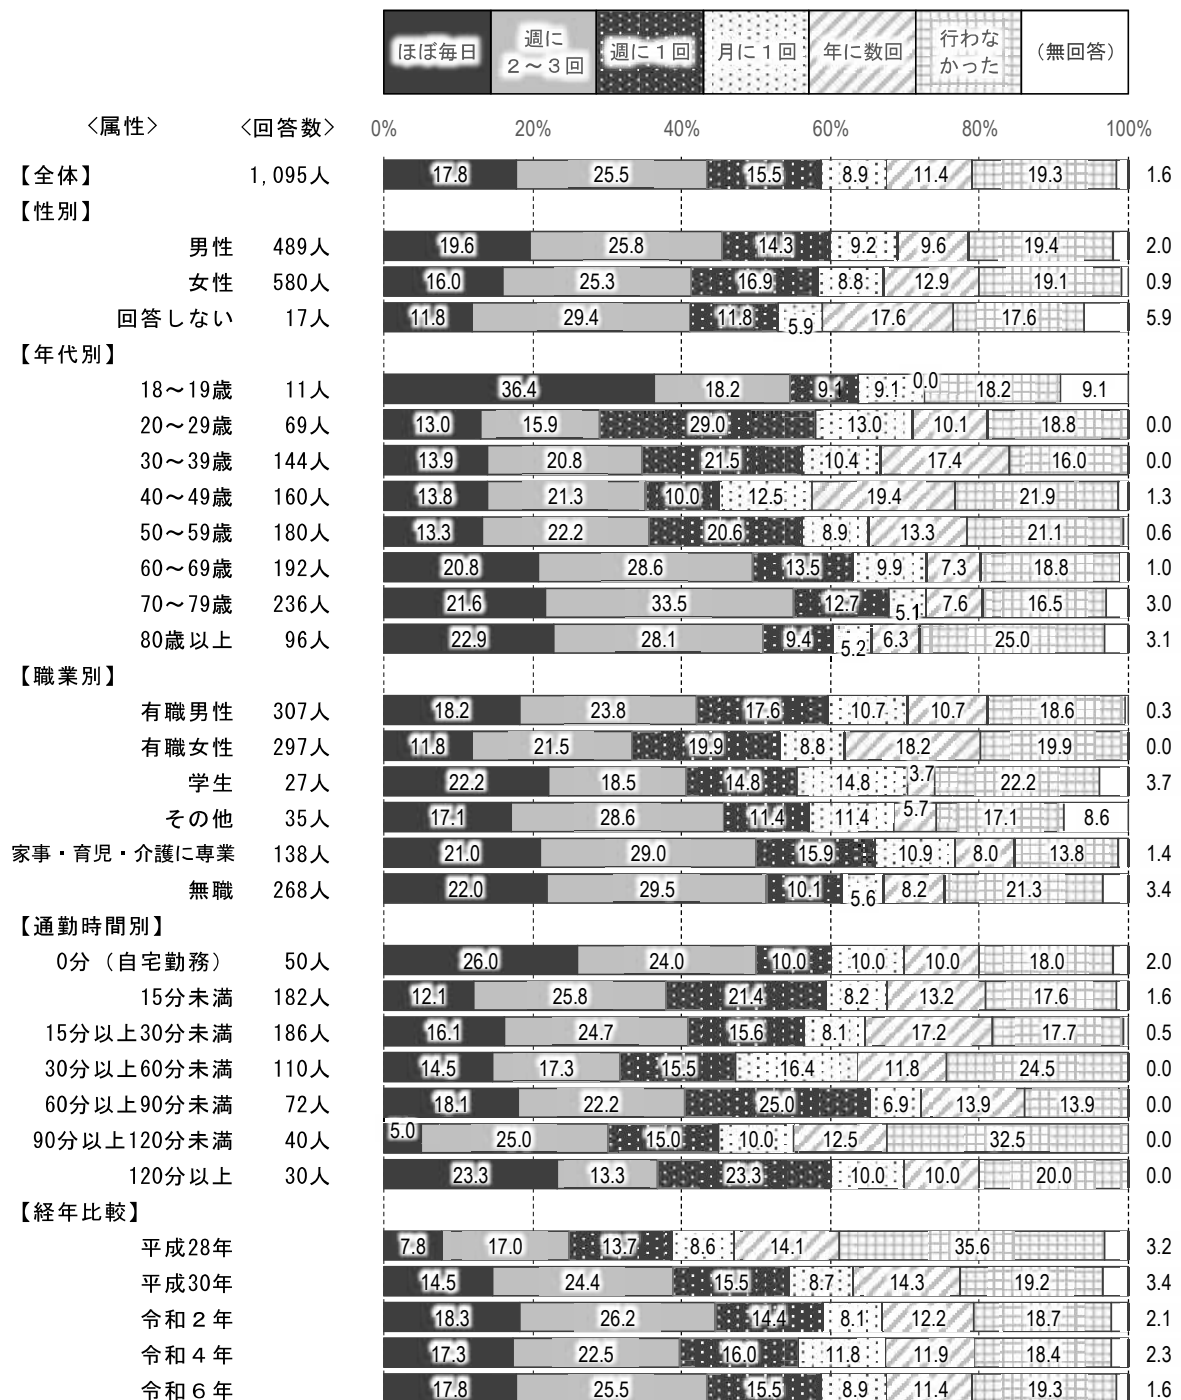 ほぼ毎日 週に２～３回 週に１回 月に１回 年に数回 行わなかった （無回答）
<属性> <回答数> 0% 20% 40% 60% 80% 100%
【全体】 1,095人 17.8 25.5 15.5 8.9 11.4 19.3 1.6
【性別】
男性 489人 19.6 25.8 14.3 9.2 9.6 19.4 2.0
女性 580人 16.0 25.3 16.9 8.8 12.9 19.1 0.9
回答しない 17人 11.8 29.4 11.8 5.9 17.6 17.6 5.9
【年代別】
18～19歳 11人 36.4 18.2 9.1 9.1 0.0 18.2 9.1
20～29歳 69人 13.0 15.9 29.0 13.0 10.1 18.8 0.0
30～39歳 144人 13.9 20.8 21.5 10.4 17.4 16.0 0.0
40～49歳 160人 13.8 21.3 10.0 12.5 19.4 21.9 1.3
50～59歳 180人 13.3 22.2 20.6 8.9 13.3 21.1 0.6
60～69歳 192人 20.8 28.6 13.5 9.9 7.3 18.8 1.0
70～79歳 236人 21.6 33.5 12.7 5.1 7.6 16.5 3.0
80歳以上 96人 22.9 28.1 9.4 5.2 6.3 25.0 3.1
【職業別】
有職男性 307人 18.2 23.8 17.6 10.7 10.7 18.6 0.3
有職女性 297人 11.8 21.5 19.9 8.8 18.2 19.9 0.0
学生 27人 22.2 18.5 14.8 14.8 3.7 22.2 3.7
その他 35人 17.1 28.6 11.4 11.4 5.7 17.1 8.6
家事・育児・介護に専業 138人 21.0 29.0 15.9 10.9 8.0 13.8 1.4
無職 268人 22.0 29.5 10.1 5.6 8.2 21.3 3.4
【通勤時間別】
0分（自宅勤務） 50人 26.0 24.0 10.0 10.0 10.0 18.0 2.0
15分未満 182人 12.1 25.8 21.4 8.2 13.2 17.6 1.6
15分以上30分未満 186人 16.1 24.7 15.6 8.1 17.2 17.7 0.5
30分以上60分未満 110人 14.5 17.3 15.5 16.4 11.8 24.5 0.0
60分以上90分未満 72人 18.1 22.2 25.0 6.9 13.9 13.9 0.0
90分以上120分未満 40人 5.0 25.0 15.0 10.0 12.5 32.5 0.0
120分以上 30人 23.3 13.3 23.3 10.0 10.0 20.0 0.0
【経年比較】
平成28年 7.8 17.0 13.7 8.6 14.1 35.6 3.2
平成30年 14.5 24.4 15.5 8.7 14.3 19.2 3.4
令和２年 18.3 26.2 14.4 8.1 12.2 18.7 2.1
令和４年 17.3 22.5 16.0 11.8 11.9 18.4 2.3
令和６年 17.8 25.5 15.5 8.9 11.4 19.3 1.6